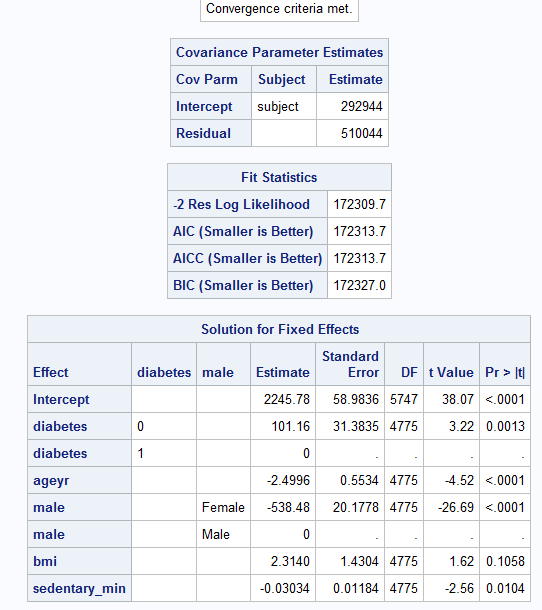 Convergence criteria met.
Covariance Parameter Estimates
Cov Parm Subject Estimate
Intercept subject 292944
Residual 510044
Fit Statistics
-2 Res Log Likelihood 172309.7
AIC (Smaller is Better) 172313.7
AICC (Smaller is Better) 172313.7
BIC (Smaller is Better) 172327.0
Solution for Fixed Effects
Effect diabetes male Estimate Standard Error DF t Value Pr > |t|
Intercept 2245.78 58.9836 5747 38.07 <.0001
diabetes 0 101.16 31.3835 4775 3.22 0.0013
diabetes 1 0 . . . .
ageyr -2.4996 0.5534 4775 -4.52 <.0001
male Female -538.48 20.1778 4775 -26.69 <.0001
male Male 0 . . . .
bmi 2.3140 1.4304 4775 1.62 0.1058
sedentary_min -0.03034 0.01184 4775 -2.56 0.0104